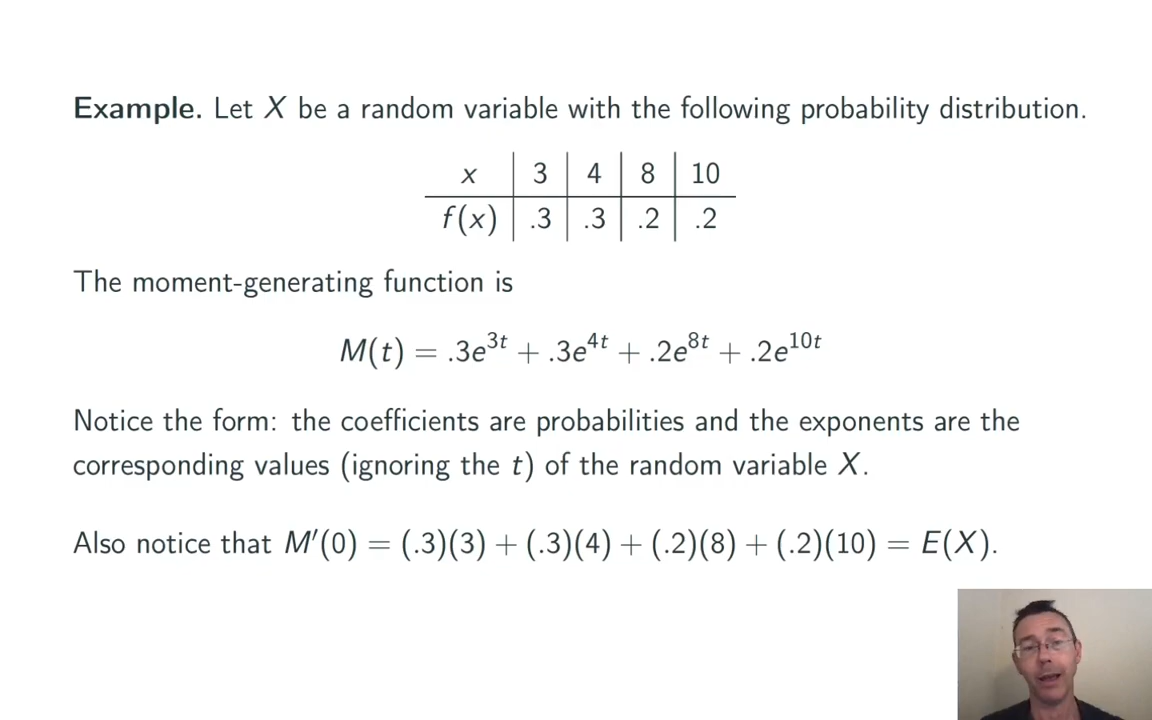 Example. Let X be a random variable with the following probability distribution.
x 3 4 8 10
f(x) .3 .3 .2 .2
The moment-generating function is
M(t) = .3e^{3t} + .3e^{4t} + .2e^{8t} + .2e^{10t}
Notice the form: the coefficients are probabilities and the exponents are the
corresponding values (ignoring the t) of the random variable X.
Also notice that M′(0) = (.3)(3) + (.3)(4) + (.2)(8) + (.2)(10) = E(X).